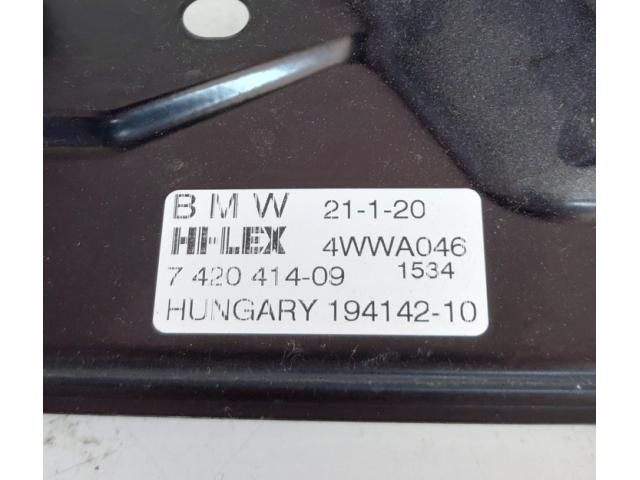 BMW 21-1-20
HI-LEX 4WWA046
7 420 414-09 1534
HUNGARY 194142-10